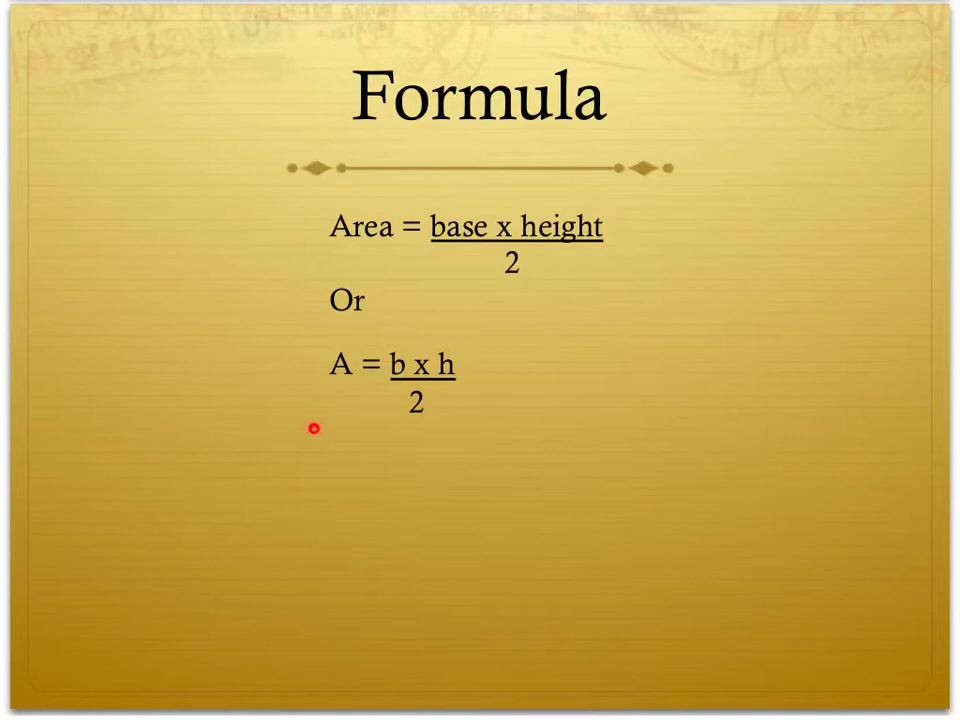 Formula
Area = base x height
2
Or
A = b x h
2